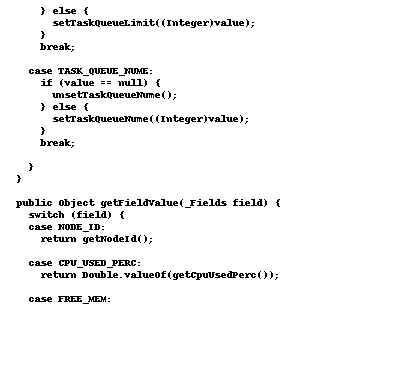 } else {
setTaskQueueLimit((Integer)value);
}
break;
case TASK_QUEUE_NUME:
if (value == null) {
unsetTaskQueueNume();
} else {
setTaskQueueNume((Integer)value);
}
break;
}
}
public Object getFieldValue(_Fields field) {
switch (field) {
case NODE_ID:
return getNodeId();
case CPU_USED_PERC:
return Double.valueOf(getCpuUsedPerc());
case FREE_MEM: